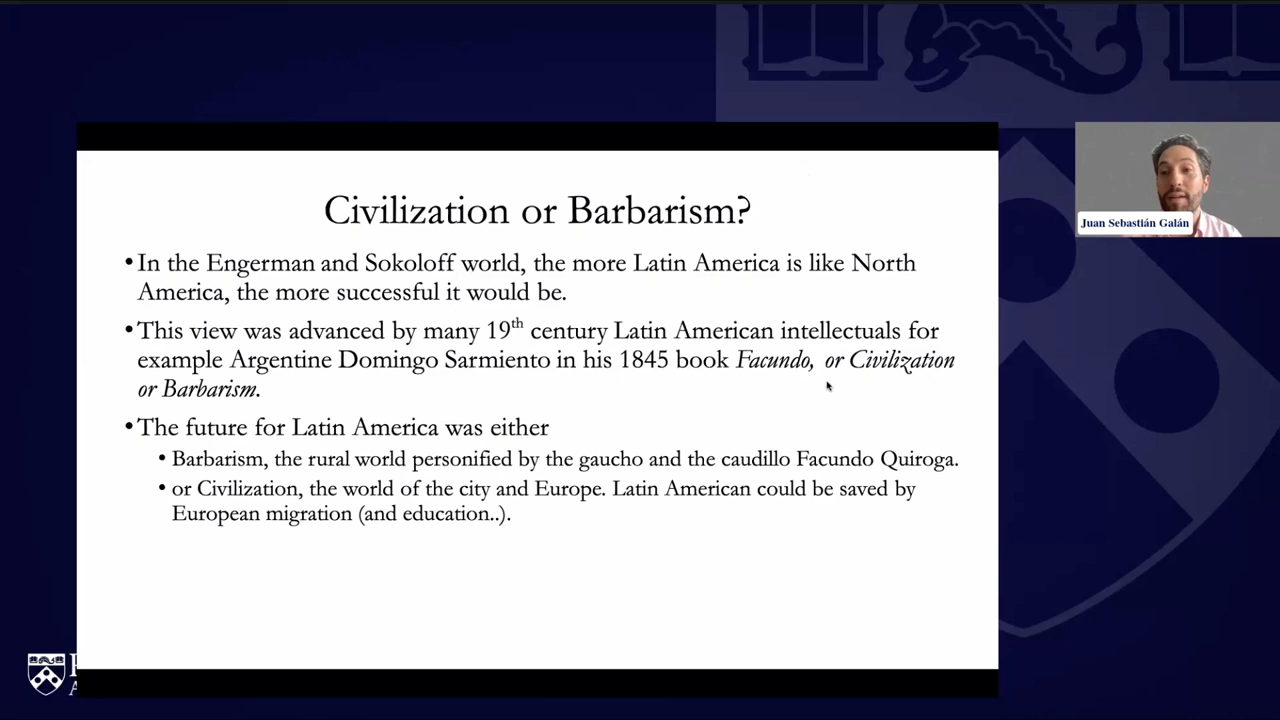 Civilization or Barbarism?
•In the Engerman and Sokoloff world, the more Latin America is like North
America, the more successful it would be.
•This view was advanced by many 19th century Latin American intellectuals for
example Argentine Domingo Sarmiento in his 1845 book Facundo, or Civilization
or Barbarism.
•The future for Latin America was either
• Barbarism, the rural world personified by the gaucho and the caudillo Facundo Quiroga.
• or Civilization, the world of the city and Europe. Latin American could be saved by
European migration (and education..).
Juan Sebastián Galán